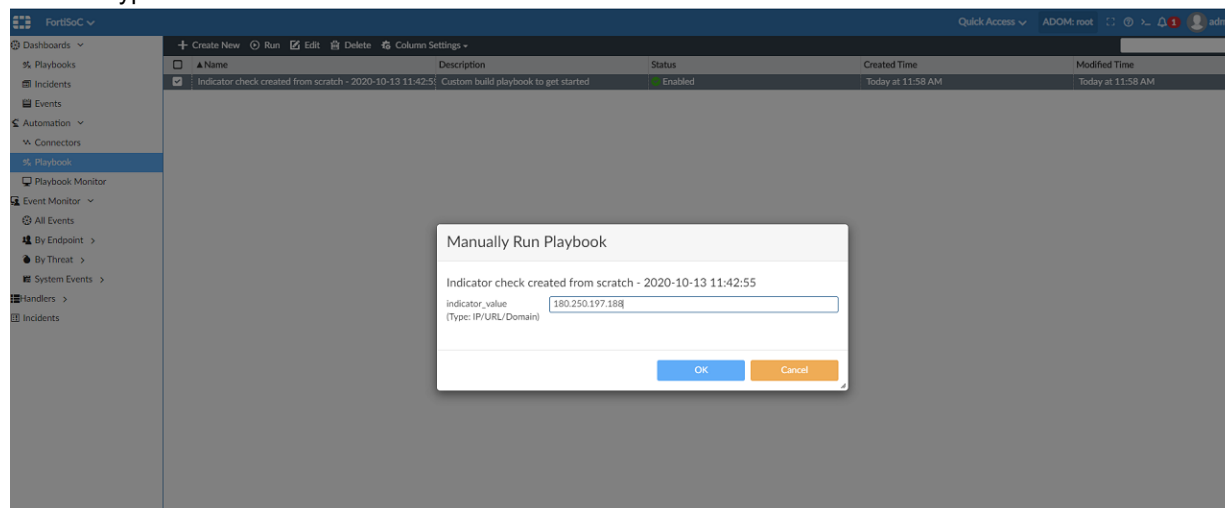 FortiSoC
Quick Access ADOM: root 1
Dashboards
+ Create New Run Edit Delete Column Settings
Playbooks
Name Description Status Created Time Modified Time
Incidents
Indicator check created from scratch - 2020-10-13 11:42:5 Custom build playbook to get started Enabled Today at 11:58 AM Today at 11:58 AM
Events
Automation
Connectors
Playbook
Playbook Monitor
Event Monitor
All Events
By Endpoint >
By Threat >
System Events >
Handlers >
Incidents
Manually Run Playbook
Indicator check created from scratch - 2020-10-13 11:42:55
indicator_value 180.250.197.188
(Type: IP/URL/Domain)
OK Cancel